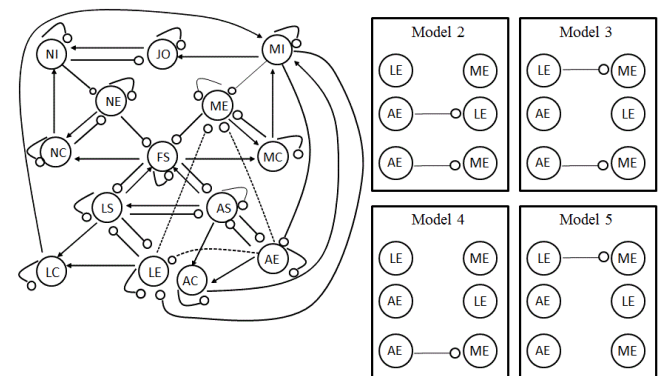 NI
JO
MI
NE
ME
NC
FS
MC
LS
AS
LC
LE
AC
AE
Model 2
LE ME
AE LE
AE ME
Model 3
LE ME
AE LE
AE ME
Model 4
LE ME
AE LE
AE ME
Model 5
LE ME
AE LE
AE ME